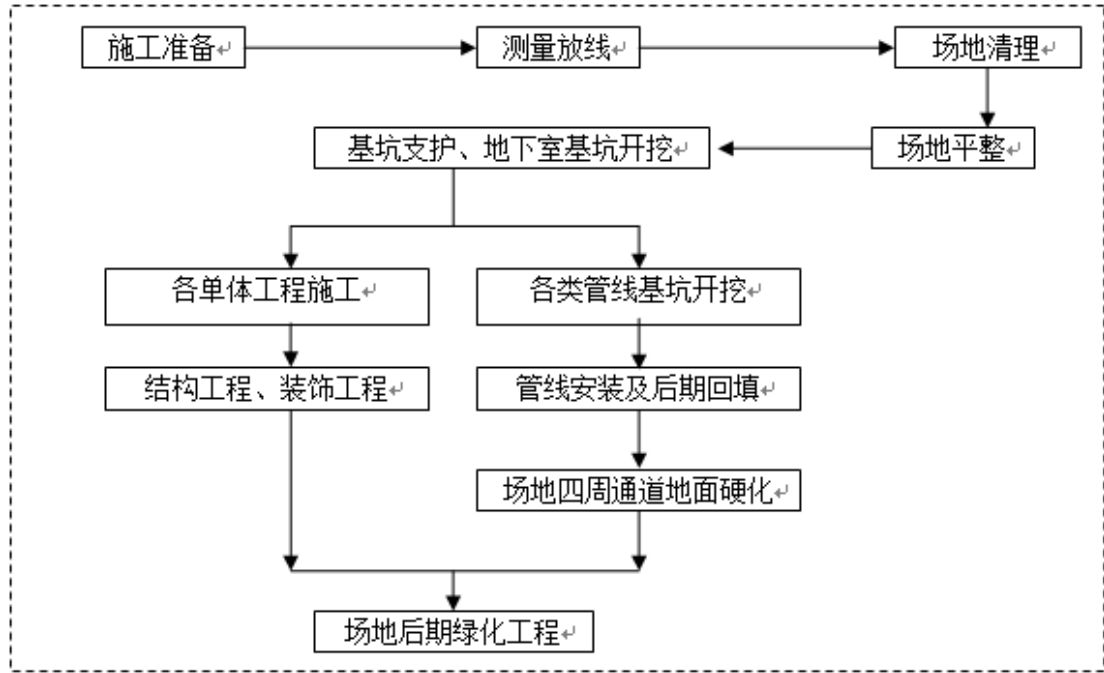 施工准备↵
测量放线↵
场地清理↵
基坑支护、地下室基坑开挖↵
场地平整↵
各单体工程施工↵
各类管线基坑开挖↵
结构工程、装饰工程↵
管线安装及后期回填↵
场地四周通道地面硬化↵
场地后期绿化工程↵